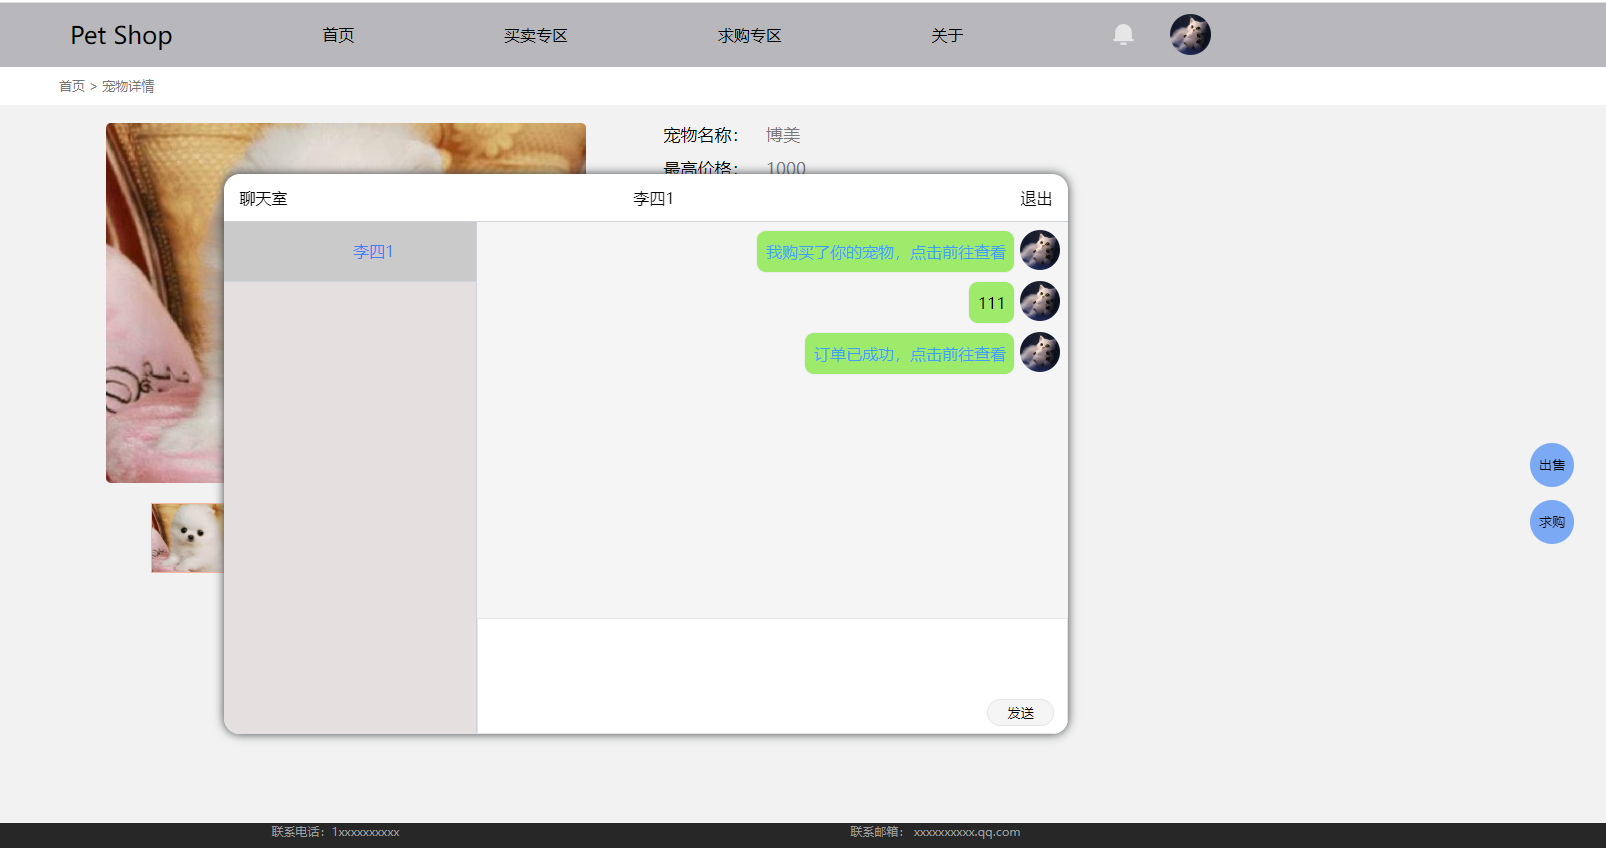 Pet Shop 首页 买卖专区 求购专区 关于
首页 > 宠物详情
宠物名称： 博美
最高价格： 1000
聊天室 李四1 退出
李四1
我购买了你的宠物，点击前往查看
111
订单已成功，点击前往查看
出售
求购
发送
联系电话：1xxxxxxxxxx 联系邮箱： xxxxxxxxxx.qq.com